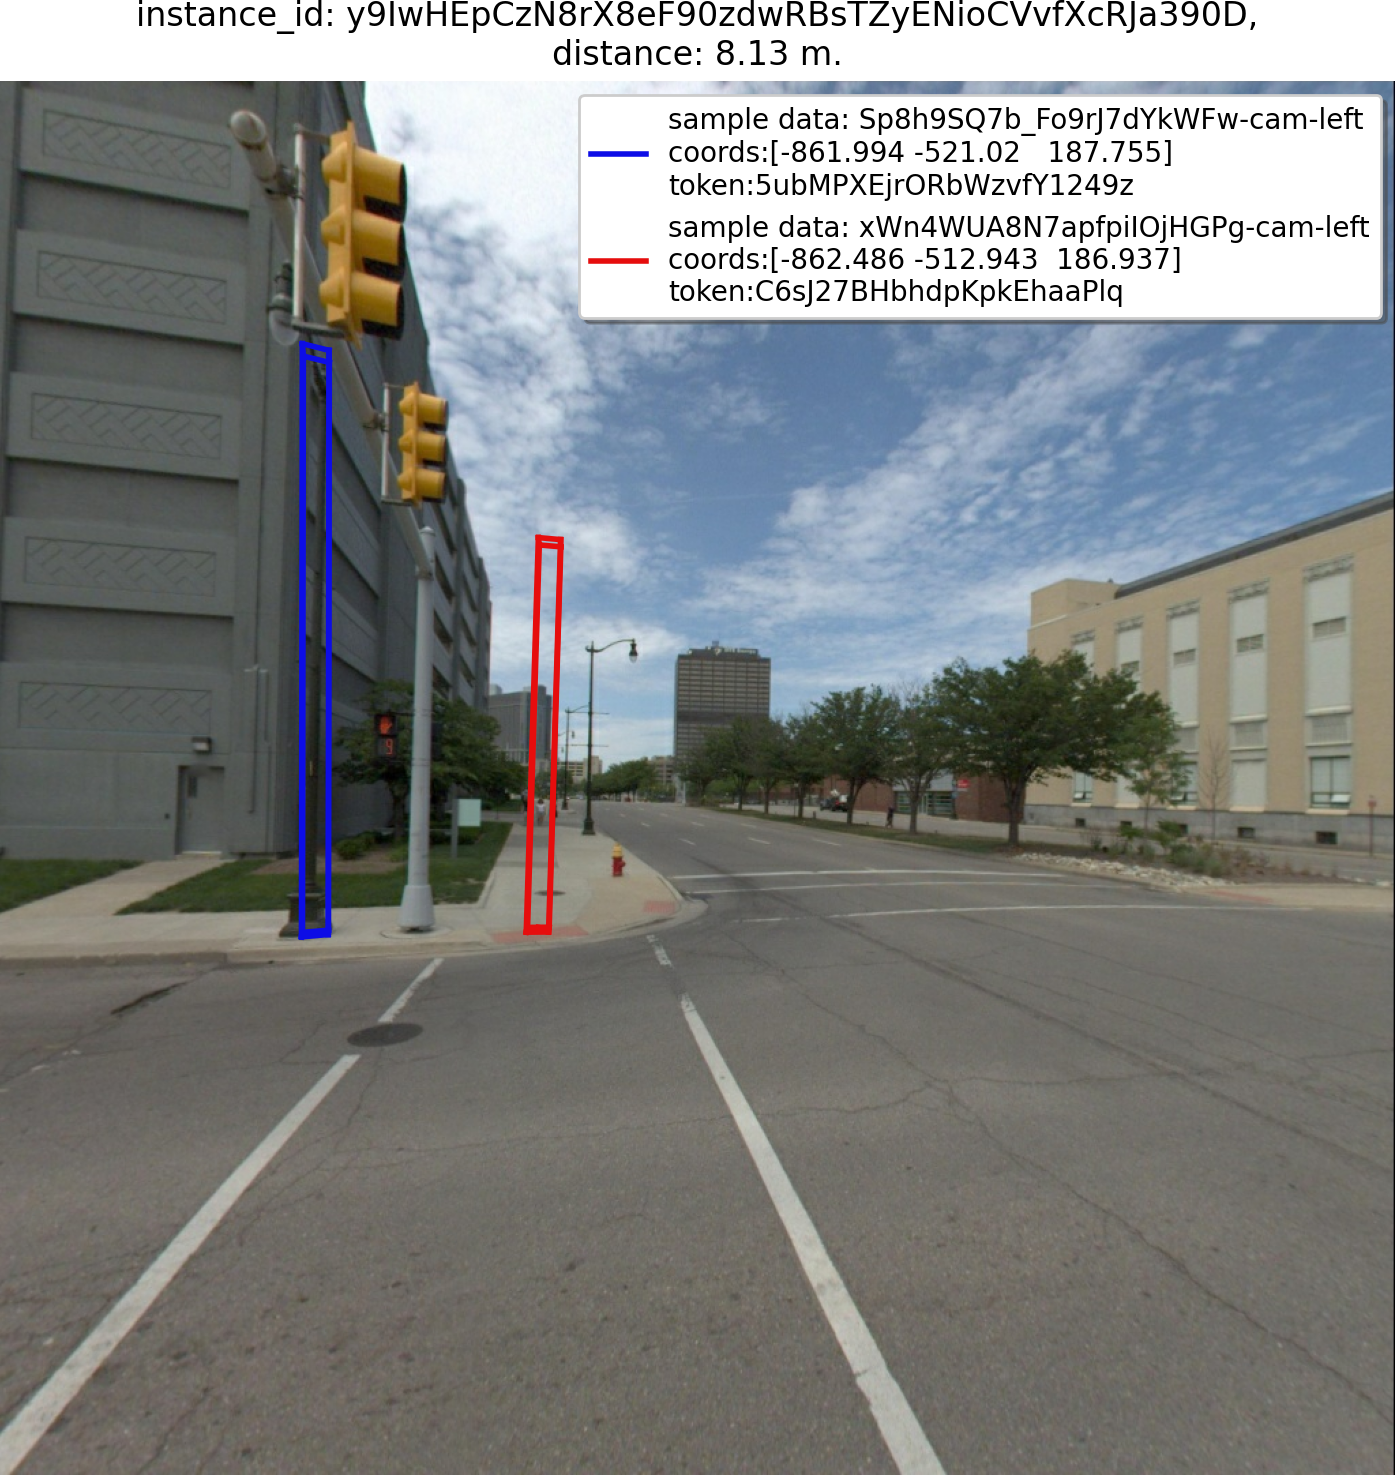 instance_id: y9IwHEpCzN8rX8eF90zdwRBsTZyENioCVvfXcRJa390D,
distance: 8.13 m.
sample data: Sp8h9SQ7b_Fo9rJ7dYkWFw-cam-left
coords:[-861.994 -521.02 187.755]
token:5ubMPXEjrORbWzvfY1249z
sample data: xWn4WUA8N7apfpiIOjHGPg-cam-left
coords:[-862.486 -512.943 186.937]
token:C6sJ27BHbhdpKpkEhaaPlq
9